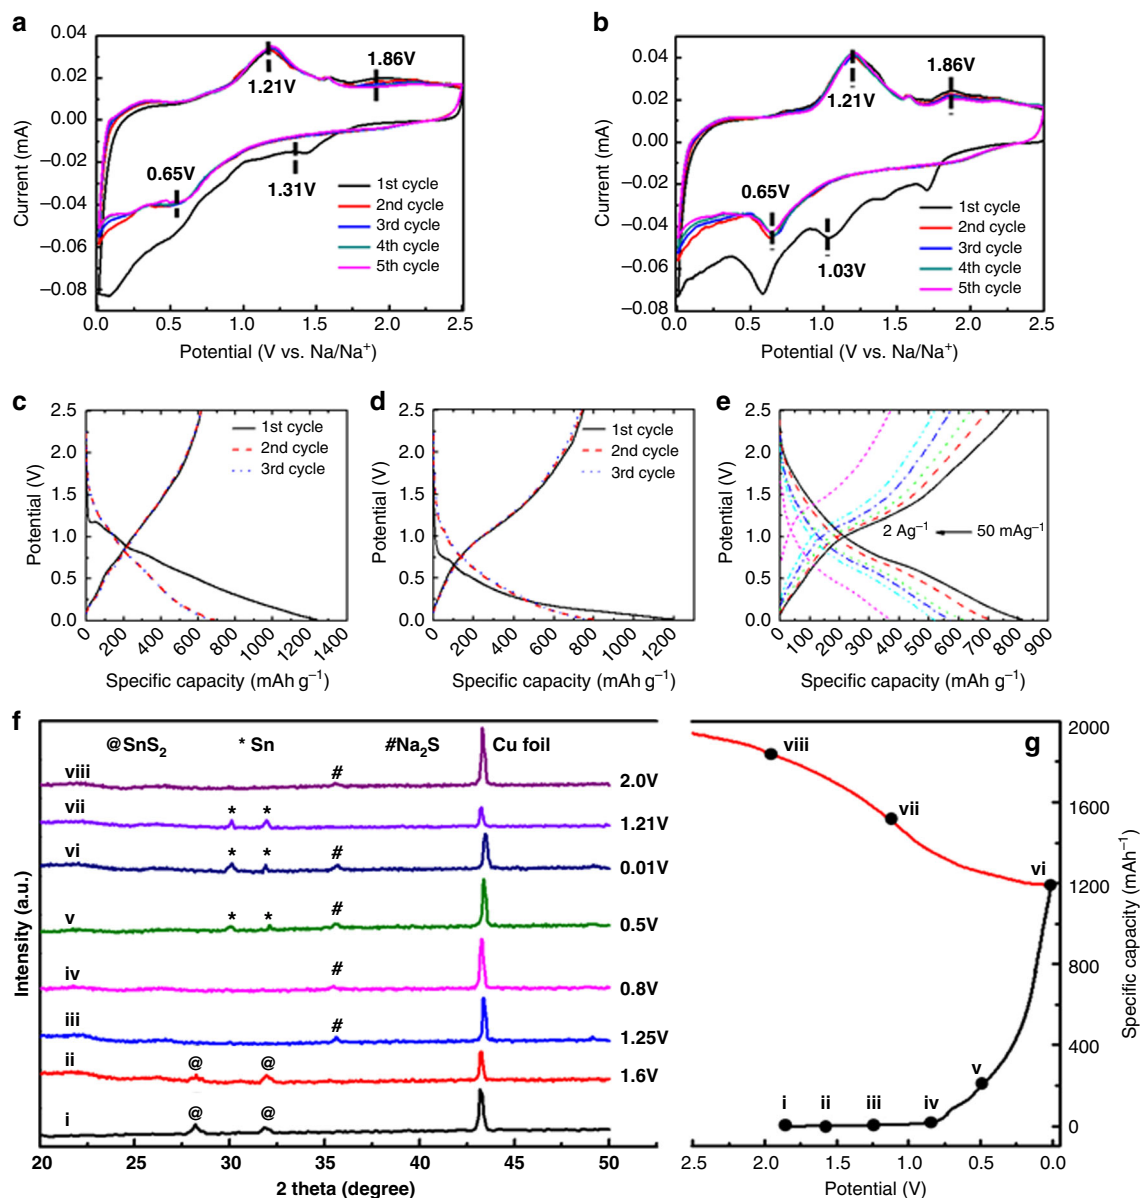 a
0.04
0.02
0.00
−0.02
−0.04
−0.06
−0.08
Current (mA)
1.21V
1.86V
0.65V
1.31V
1st cycle
2nd cycle
3rd cycle
4th cycle
5th cycle
0.0 0.5 1.0 1.5 2.0 2.5
Potential (V vs. Na/Na⁺)
b
0.04
0.02
0.00
−0.02
−0.04
−0.06
−0.08
Current (mA)
1.21V
1.86V
0.65V
1.03V
1st cycle
2nd cycle
3rd cycle
4th cycle
5th cycle
0.0 0.5 1.0 1.5 2.0 2.5
Potential (V vs. Na/Na⁺)
c
2.5
2.0
1.5
1.0
0.5
0.0
Potential (V)
1st cycle
2nd cycle
3rd cycle
0 200 400 600 800 1000 1200 1400
Specific capacity (mAh g⁻¹)
d
2.5
2.0
1.5
1.0
0.5
0.0
Potential (V)
1st cycle
2nd cycle
3rd cycle
0 200 400 600 800 1000 1200
Specific capacity (mAh g⁻¹)
e
2.5
2.0
1.5
1.0
0.5
0.0
Potential (V)
2 Ag⁻¹ ← 50 mAg⁻¹
0 100 200 300 400 500 600 700 800 900
Specific capacity (mAh g⁻¹)
f
@SnS₂ * Sn #Na₂S Cu foil
viii # 2.0V
vii * * 1.21V
vi * * # 0.01V
v * * # 0.5V
iv # 0.8V
iii # 1.25V
ii @ @ 1.6V
i @ @
Intensity (a.u.)
20 25 30 35 40 45 50
2 theta (degree)
g
viii
vii
vi
v
iv
iii
ii
i
2000
1600
1200
800
400
0
Specific capacity (mAh⁻¹)
2.5 2.0 1.5 1.0 0.5 0.0
Potential (V)